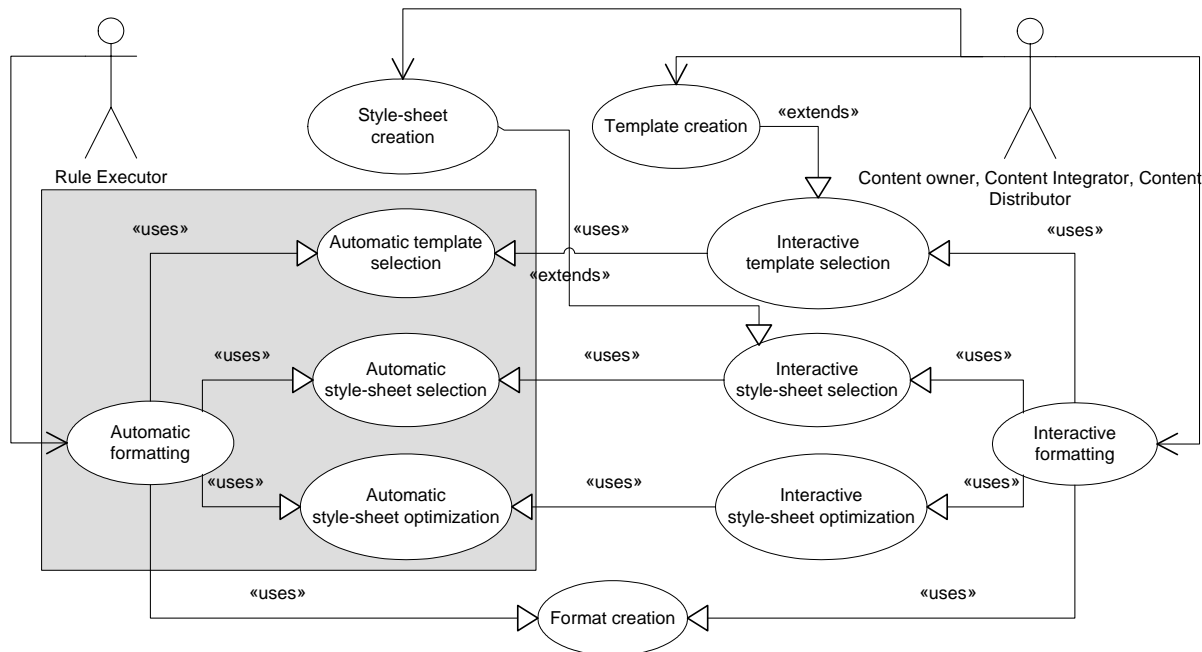 Style-sheet
creation
Template creation
«extends»
Rule Executor
Content owner, Content Integrator, Content
Distributor
«uses»
Automatic template
selection
«uses»
«extends»
Interactive
template selection
«uses»
«uses»
Automatic
style-sheet selection
«uses»
Interactive
style-sheet selection
«uses»
Automatic
formatting
Interactive
formatting
«uses»
Automatic
style-sheet optimization
«uses»
Interactive
style-sheet optimization
«uses»
«uses»
Format creation
«uses»